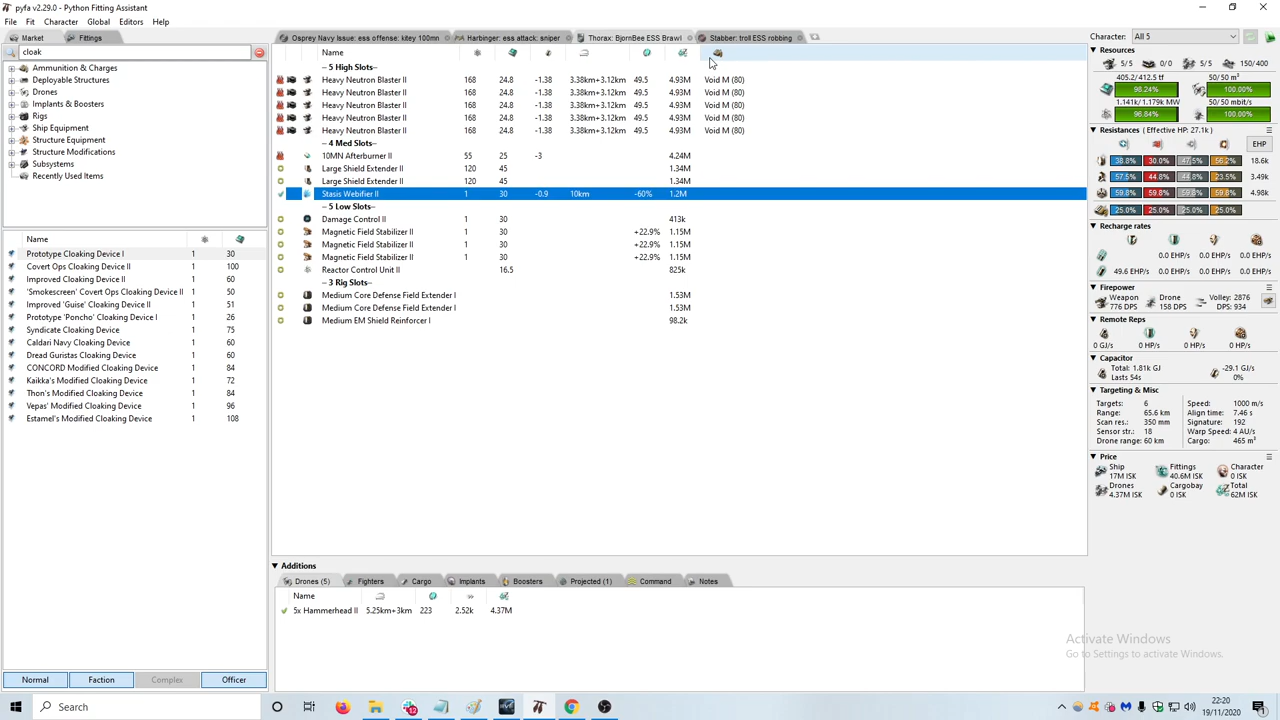 pyfa v2.29.0 - Python Fitting Assistant
File Fit Character Global Editors Help
Market Fittings
cloak
Ammunition & Charges
Deployable Structures
Drones
Implants & Boosters
Rigs
Ship Equipment
Structure Equipment
Structure Modifications
Subsystems
Recently Used Items
Name
Prototype Cloaking Device I 1 30
Covert Ops Cloaking Device II 1 100
Improved Cloaking Device II 1 60
'Smokescreen' Covert Ops Cloaking Device II 1 50
Improved 'Guise' Cloaking Device II 1 51
Prototype 'Poncho' Cloaking Device I 1 26
Syndicate Cloaking Device 1 75
Caldari Navy Cloaking Device 1 60
Dread Guristas Cloaking Device 1 60
CONCORD Modified Cloaking Device 1 84
Kaikka's Modified Cloaking Device 1 72
Thon's Modified Cloaking Device 1 84
Vepas' Modified Cloaking Device 1 96
Estamel's Modified Cloaking Device 1 108
Normal Faction Complex Officer
Osprey Navy Issue: ess offense: kitey 100mn Harbinger: ess attack: sniper Thorax: BjornBee ESS Brawl Stabber: troll ESS robbing
Name
--5 High Slots--
Heavy Neutron Blaster II 168 24.8 -1.38 3.38km+3.12km 49.5 4.93M Void M (80)
Heavy Neutron Blaster II 168 24.8 -1.38 3.38km+3.12km 49.5 4.93M Void M (80)
Heavy Neutron Blaster II 168 24.8 -1.38 3.38km+3.12km 49.5 4.93M Void M (80)
Heavy Neutron Blaster II 168 24.8 -1.38 3.38km+3.12km 49.5 4.93M Void M (80)
Heavy Neutron Blaster II 168 24.8 -1.38 3.38km+3.12km 49.5 4.93M Void M (80)
--4 Med Slots--
10MN Afterburner II 55 25 -3 4.24M
Large Shield Extender II 120 45 1.34M
Large Shield Extender II 120 45 1.34M
Stasis Webifier II 1 30 -0.9 10km -60% 1.2M
--5 Low Slots--
Damage Control II 1 30 413k
Magnetic Field Stabilizer II 1 30 +22.9% 1.15M
Magnetic Field Stabilizer II 1 30 +22.9% 1.15M
Magnetic Field Stabilizer II 1 30 +22.9% 1.15M
Reactor Control Unit II 16.5 825k
--3 Rig Slots--
Medium Core Defense Field Extender I 1.53M
Medium Core Defense Field Extender I 1.53M
Medium EM Shield Reinforcer I 98.2k
Additions
Drones (5) Fighters Cargo Implants Boosters Projected (1) Command Notes
Name
5x Hammerhead II 5.25km+3km 223 2.52k 4.37M
Character: All 5
Resources
5/5 0/0 5/5 150/400
405.2/412.5 tf 50/50 m³
98.24% 100.00%
1.141k/1.179k MW 50/50 mbit/s
96.84% 100.00%
Resistances ( Effective HP: 27.1k )
EHP
38.8% 30.0% 47.5% 56.2% 18.6k
57.5% 44.8% 44.8% 23.5% 3.49k
59.8% 59.8% 59.8% 59.8% 4.98k
25.0% 25.0% 25.0% 25.0%
Recharge rates
0.0 EHP/s 0.0 EHP/s
49.6 EHP/s 0.0 EHP/s 0.0 EHP/s
Firepower
Weapon 776 DPS Drone 158 DPS Volley: 2876 DPS: 934
Remote Reps
0 GJ/s 0 HP/s 0 HP/s 0 HP/s
Capacitor
Total: 1.81k GJ -29.1 GJ/s
Lasts 54s 0%
Targeting & Misc
Targets: 6 Speed: 1000 m/s
Range: 65.6 km Align time: 7.46 s
Scan res.: 350 mm Signature: 192
Sensor str.: 18 Warp Speed: 4 AU/s
Drone range: 60 km Cargo: 465 m³
Price
Ship 17M ISK Fittings 40.6M ISK Character 0 ISK
Drones 4.37M ISK Cargobay 0 ISK Total 62M ISK
Activate Windows
Go to Settings to activate Windows.
Search
12
22:20
19/11/2020
1